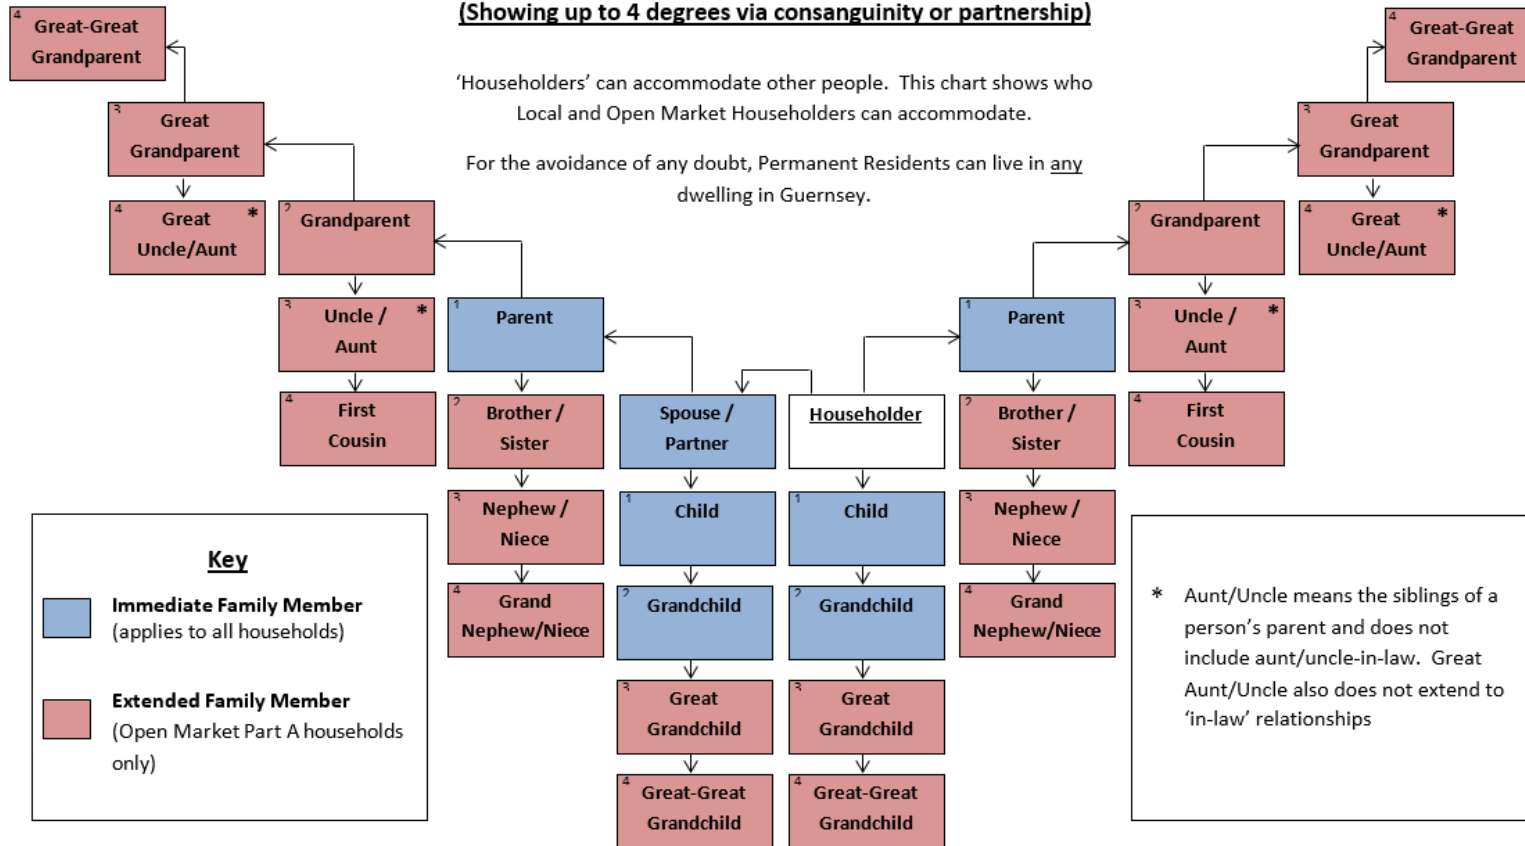 (Showing up to 4 degrees via consanguinity or partnership)
‘Householders’ can accommodate other people. This chart shows who
Local and Open Market Householders can accommodate.
For the avoidance of any doubt, Permanent Residents can live in any
dwelling in Guernsey.
4
Great-Great
Grandparent
4
Great-Great
Grandparent
3
Great
Grandparent
3
Great
Grandparent
4
Great *
Uncle/Aunt
2
Grandparent
2
Grandparent
4
Great *
Uncle/Aunt
3
Uncle / *
Aunt
1
Parent
1
Parent
3
Uncle / *
Aunt
4
First
Cousin
2
Brother /
Sister
Spouse /
Partner
Householder
2
Brother /
Sister
4
First
Cousin
3
Nephew /
Niece
1
Child
1
Child
3
Nephew /
Niece
4
Grand
Nephew/Niece
2
Grandchild
2
Grandchild
4
Grand
Nephew/Niece
3
Great
Grandchild
3
Great
Grandchild
4
Great-Great
Grandchild
4
Great-Great
Grandchild
Key
Immediate Family Member
(applies to all households)
Extended Family Member
(Open Market Part A households
only)
* Aunt/Uncle means the siblings of a
person’s parent and does not
include aunt/uncle-in-law. Great
Aunt/Uncle also does not extend to
‘in-law’ relationships